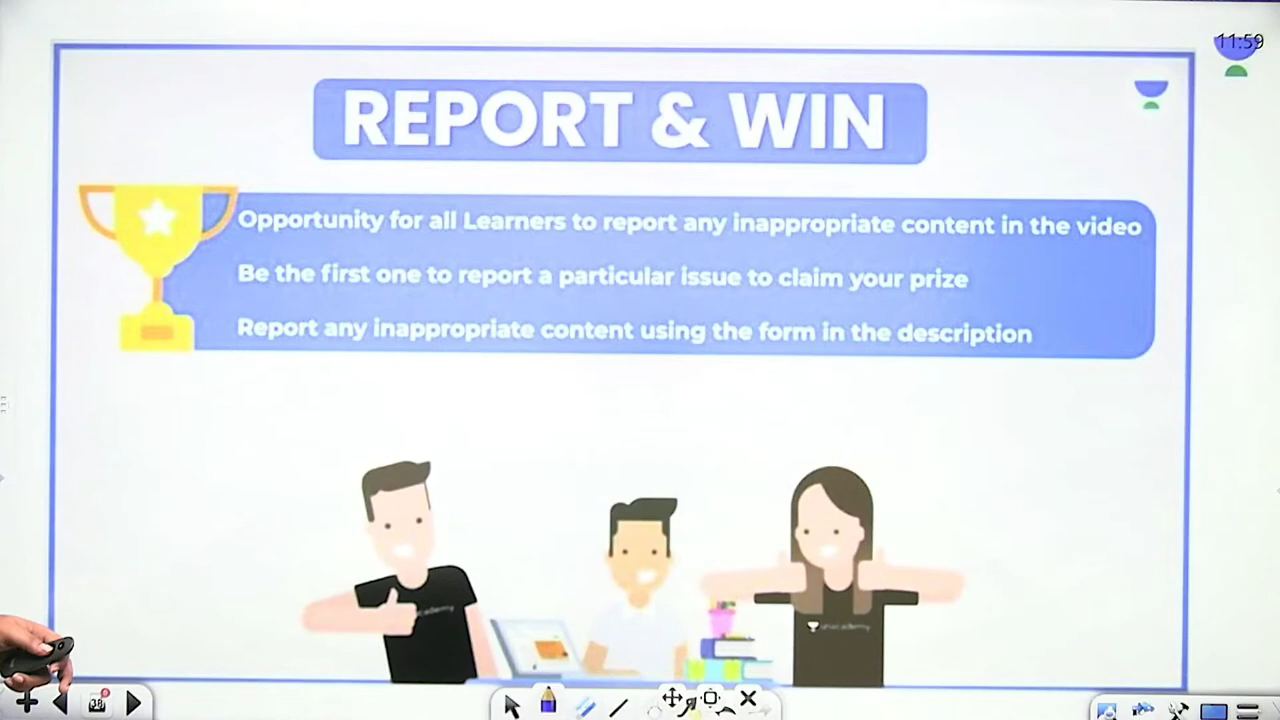 11:59
REPORT & WIN
Opportunity for all Learners to report any inappropriate content in the video
Be the first one to report a particular issue to claim your prize
Report any inappropriate content using the form in the description
unacademy
38